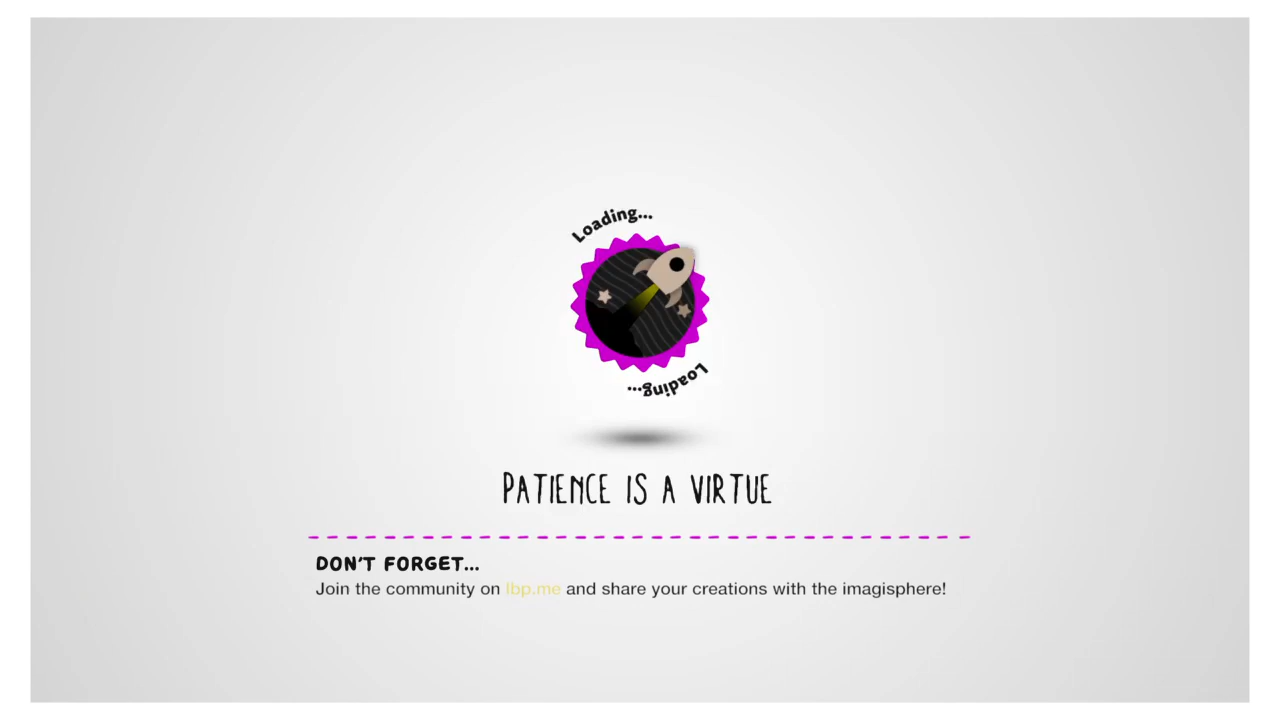 Loading...
Loading...
PATIENCE IS A VIRTUE
DON'T FORGET...
Join the community on lbp.me and share your creations with the imagisphere!